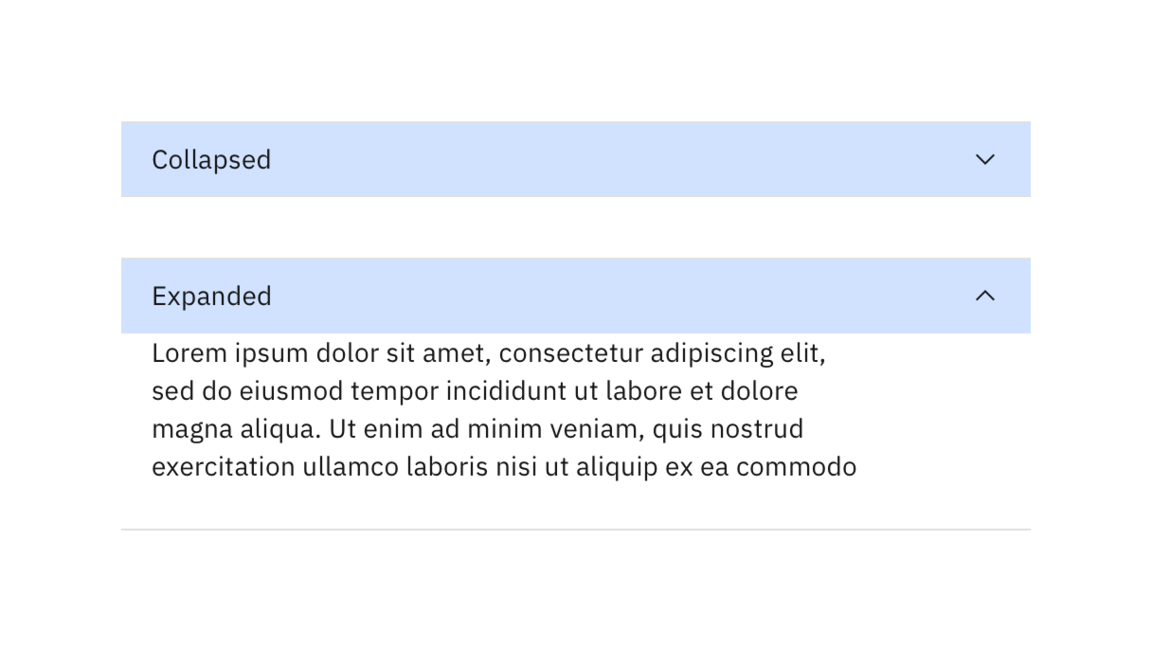 Collapsed
Expanded
Lorem ipsum dolor sit amet, consectetur adipiscing elit,
sed do eiusmod tempor incididunt ut labore et dolore
magna aliqua. Ut enim ad minim veniam, quis nostrud
exercitation ullamco laboris nisi ut aliquip ex ea commodo